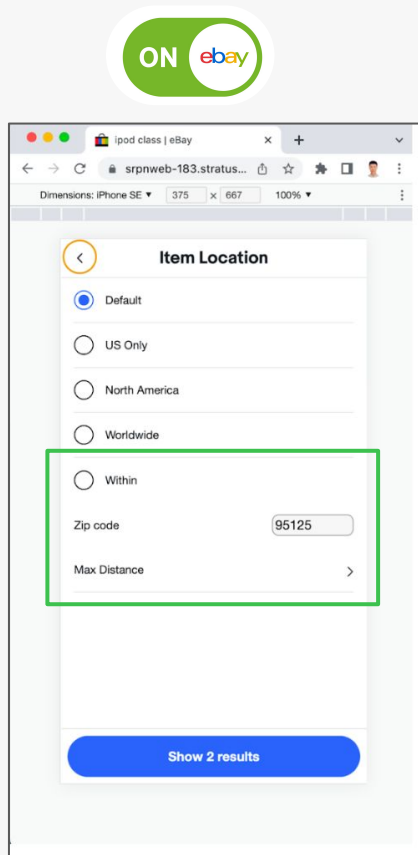 ON ebay
ipod class | eBay
srpnweb-183.stratus...
Dimensions: iPhone SE ▼ 375 x 667 100% ▼
Item Location
Default
US Only
North America
Worldwide
Within
Zip code 95125
Max Distance
Show 2 results